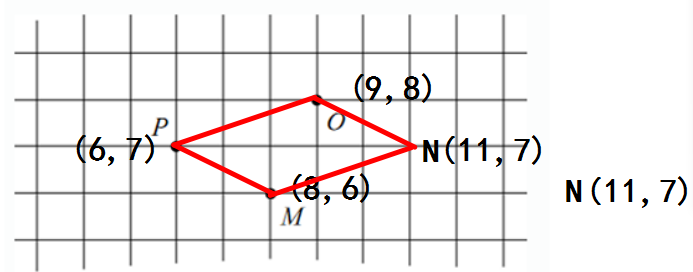 (9,8)
P
O
(6,7)
N(11,7)
(8,6)
N(11,7)
M